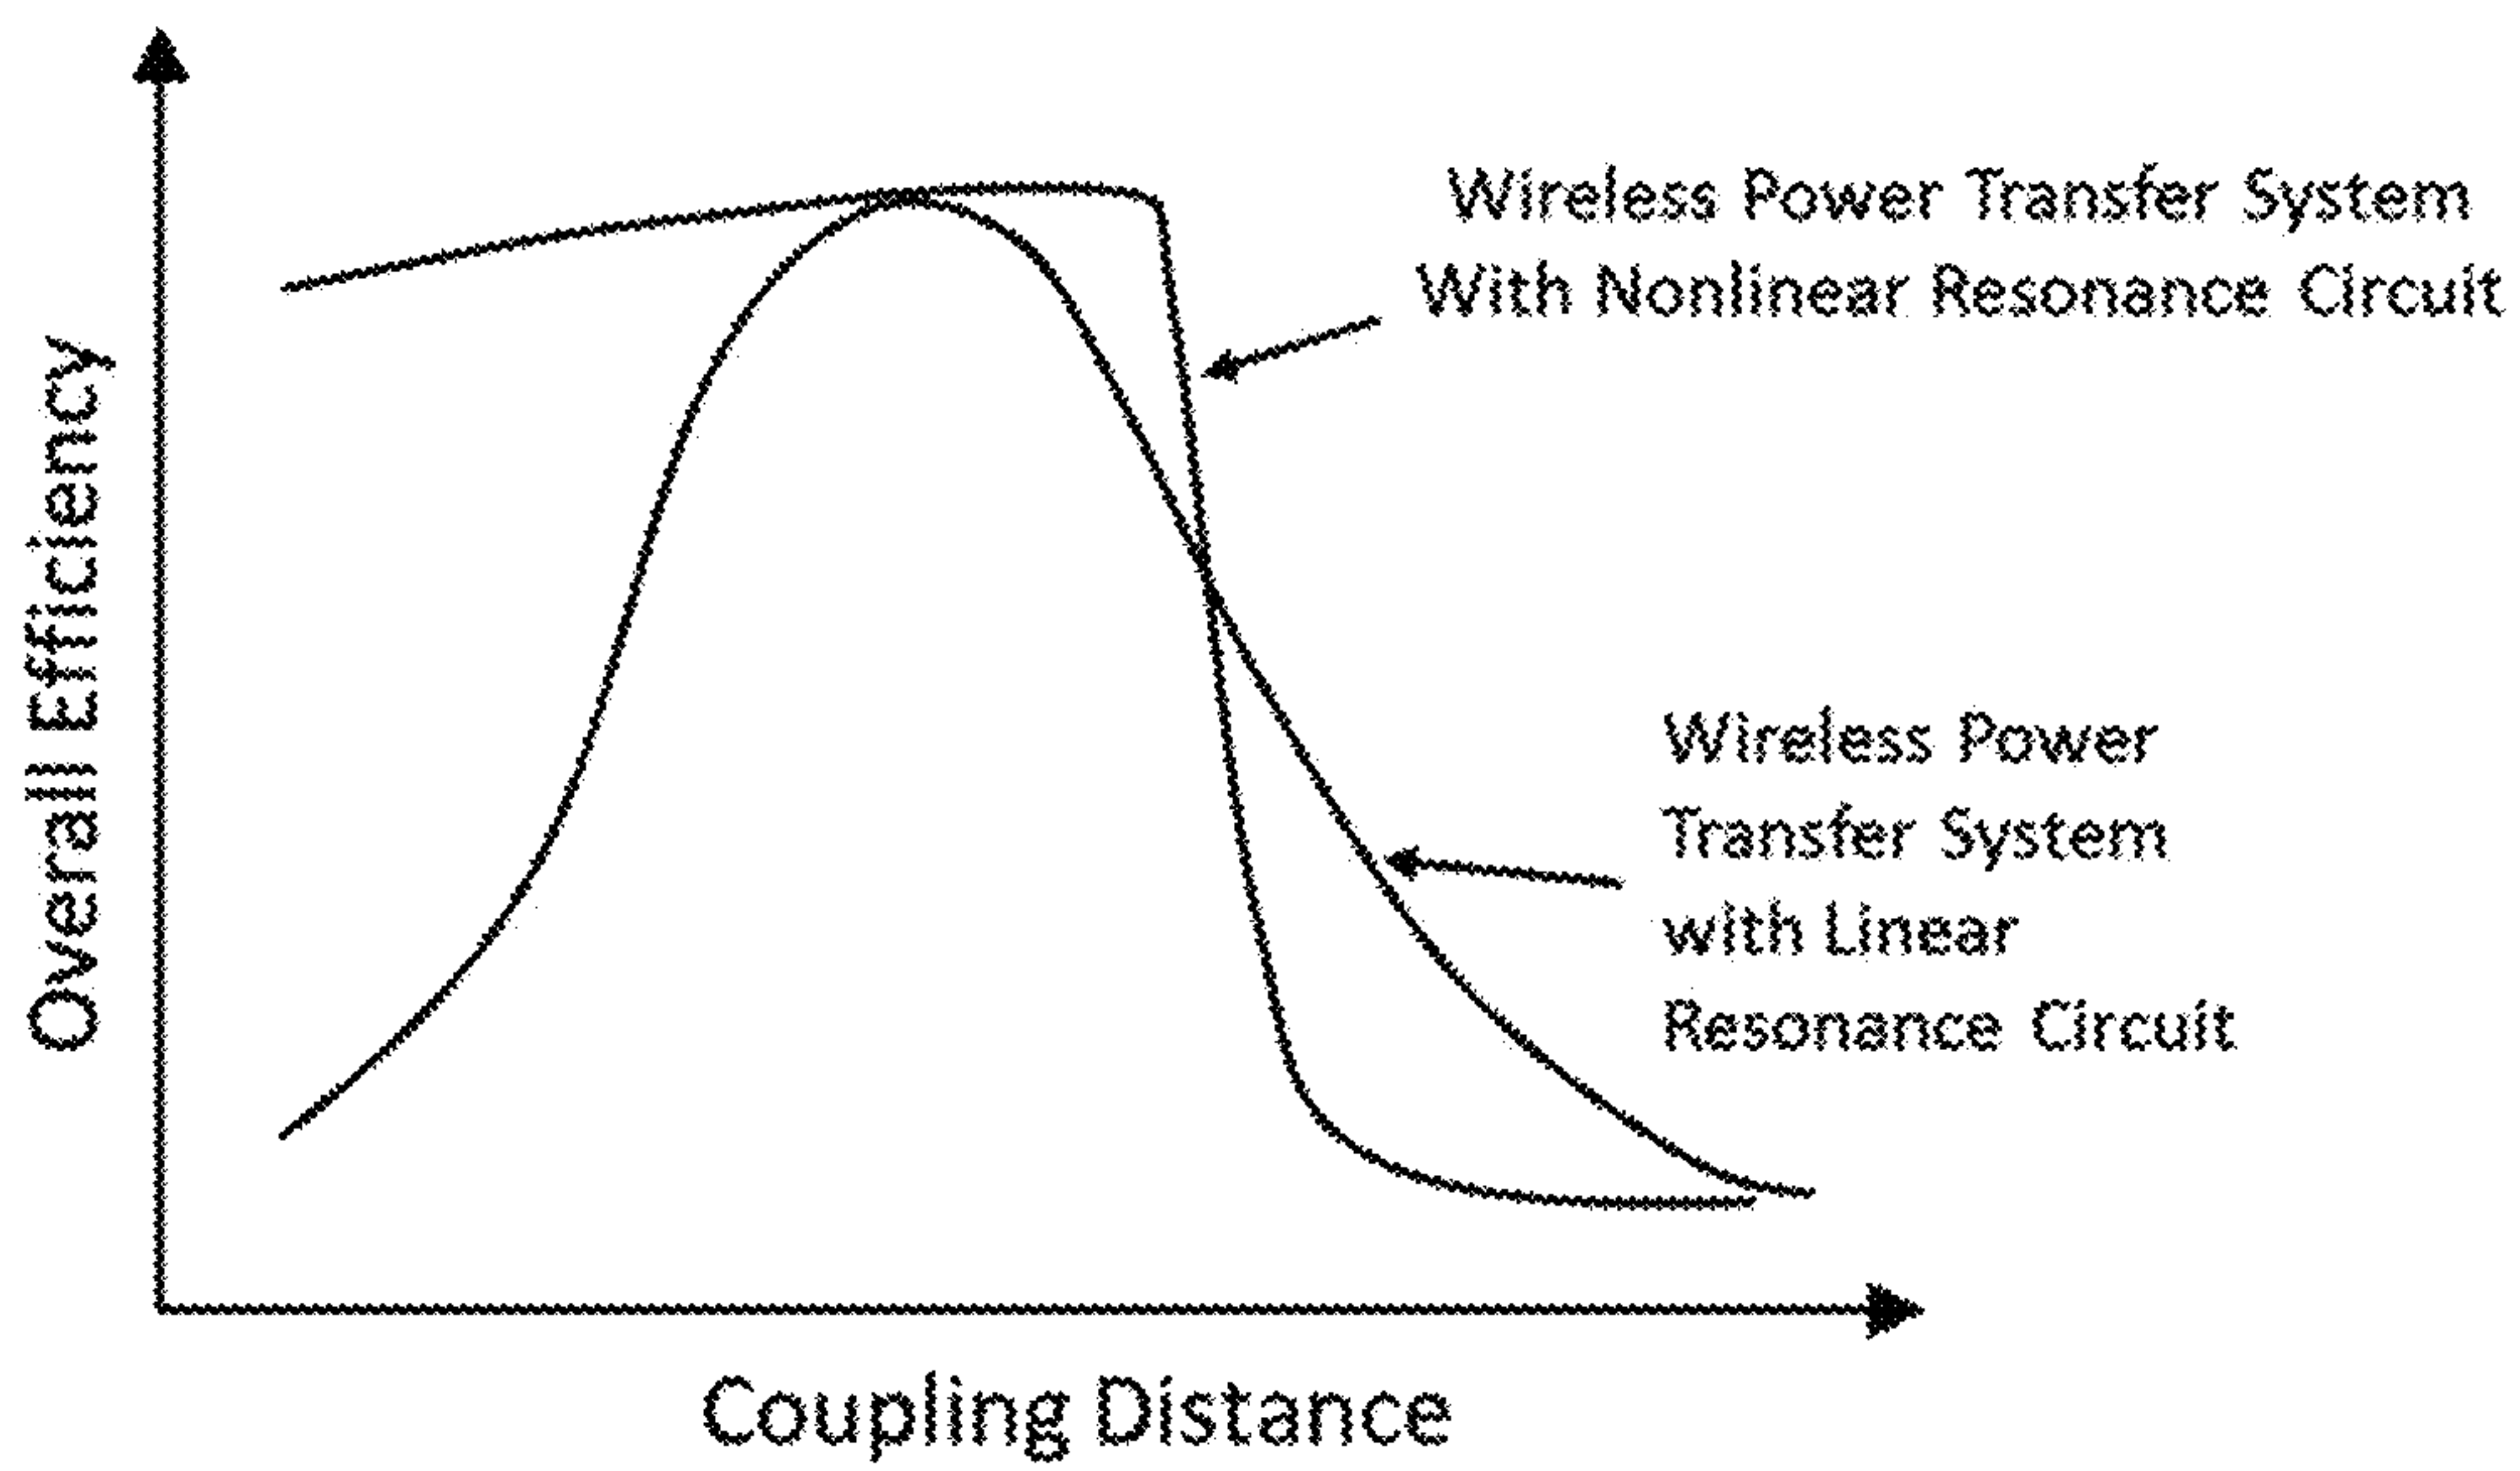 Wireless Power Transfer System
With Nonlinear Resonance Circuit
Overall Efficiency
Wireless Power
Transfer System
with Linear
Resonance Circuit
Coupling Distance